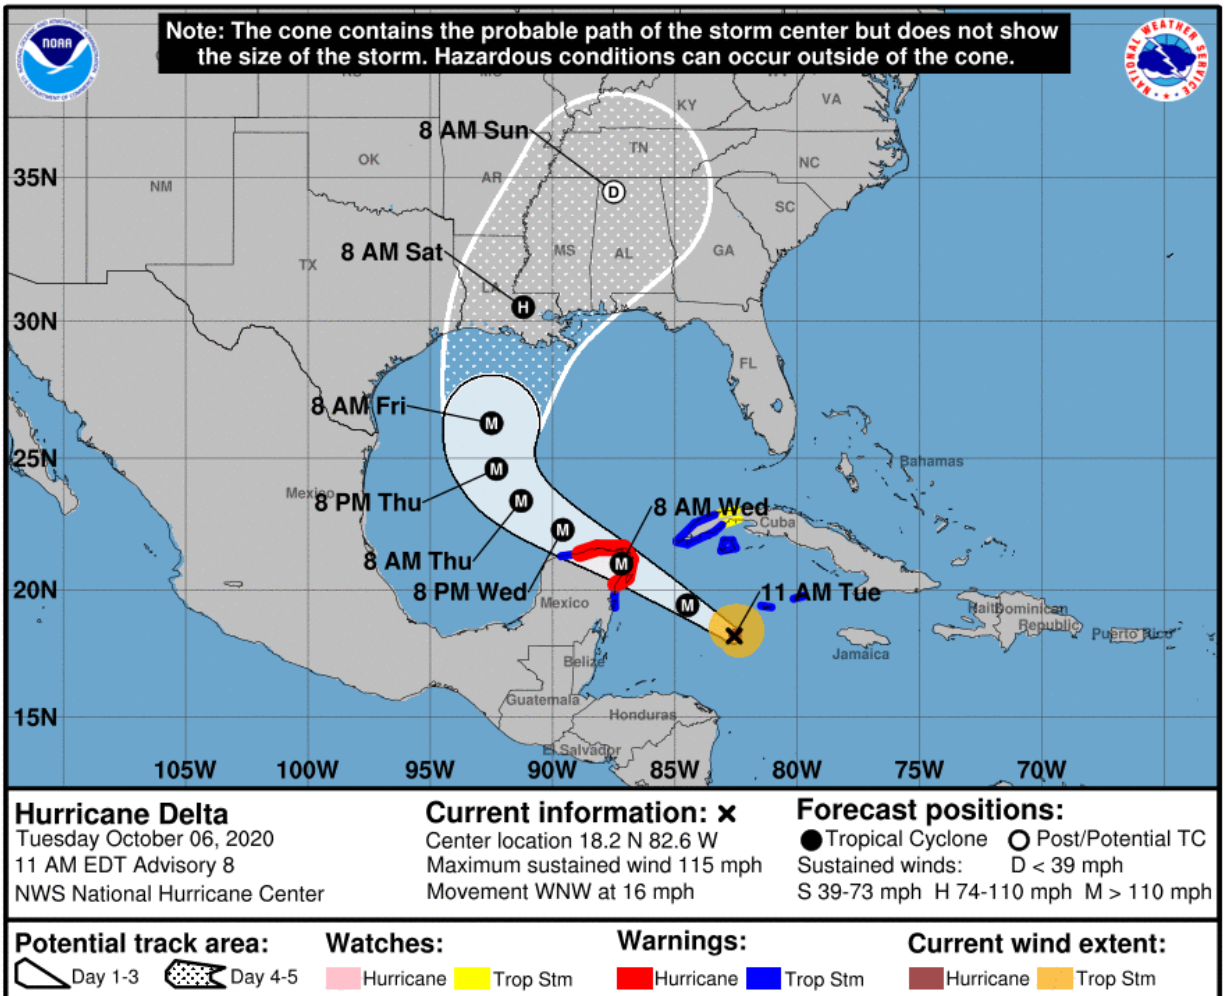 Note: The cone contains the probable path of the storm center but does not show
the size of the storm. Hazardous conditions can occur outside of the cone.
NOAA
NATIONAL WEATHER SERVICE
KY
VA
8 AM Sun
TN
OK
NC
AR
35N
NM
D
SC
8 AM Sat
MS
AL
GA
TX
LA
H
30N
FL
8 AM Fri
M
25N
Bahamas
M
Mexico
8 PM Thu
M
8 AM Wed
Cuba
M
8 AM Thu
M
8 PM Wed
20N
Mexico
M
11 AM Tue
Haiti
Dominican
Republic
Puerto Rico
Jamaica
Belize
Guatemala
15N
Honduras
El Salvador
105W 100W 95W 90W 85W 80W 75W 70W
Hurricane Delta
Tuesday October 06, 2020
11 AM EDT Advisory 8
NWS National Hurricane Center
Current information:
Center location 18.2 N 82.6 W
Maximum sustained wind 115 mph
Movement WNW at 16 mph
Forecast positions:
Tropical Cyclone Post/Potential TC
Sustained winds: D < 39 mph
S 39-73 mph H 74-110 mph M > 110 mph
Potential track area:
Day 1-3 Day 4-5
Watches:
Hurricane Trop Stm
Warnings:
Hurricane Trop Stm
Current wind extent:
Hurricane Trop Stm